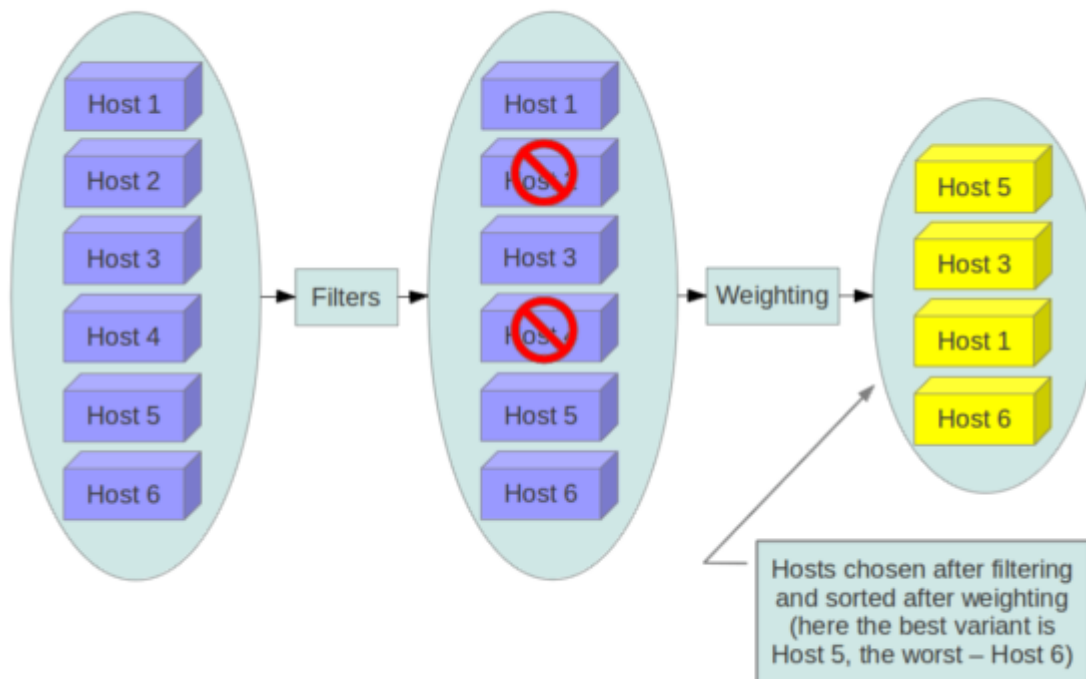 Host 1
Host 2
Host 3
Host 4
Host 5
Host 6
Filters
Host 1
Host
Host 3
Host
Host 5
Host 6
Weighting
Host 5
Host 3
Host 1
Host 6
Hosts chosen after filtering
and sorted after weighting
(here the best variant is
Host 5, the worst – Host 6)